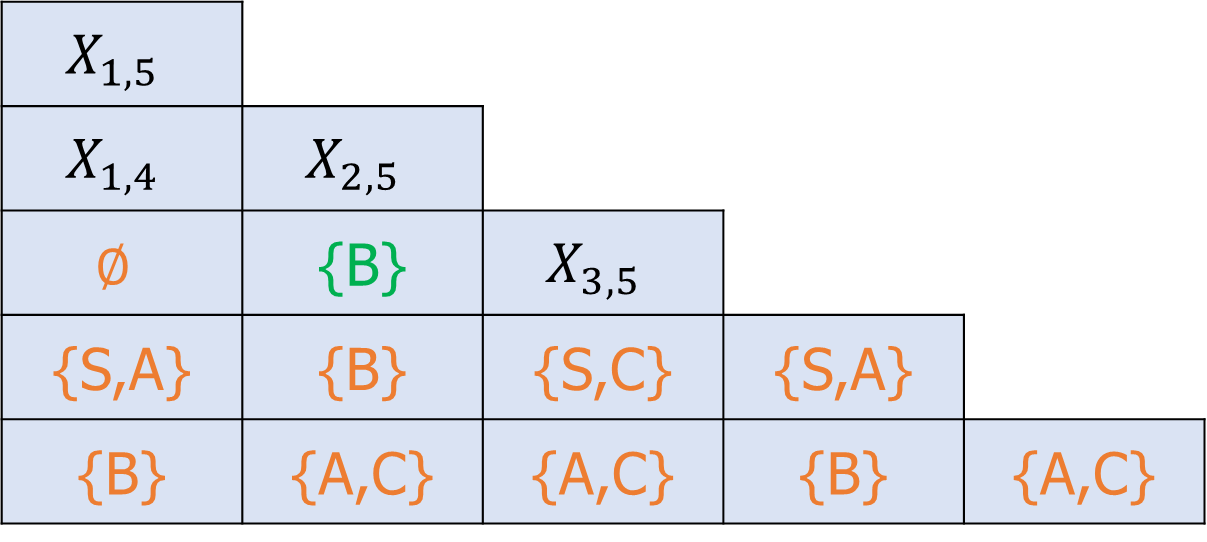 X₁,₅
X₁,₄ X₂,₅
∅ {B} X₃,₅
{S,A} {B} {S,C} {S,A}
{B} {A,C} {A,C} {B} {A,C}